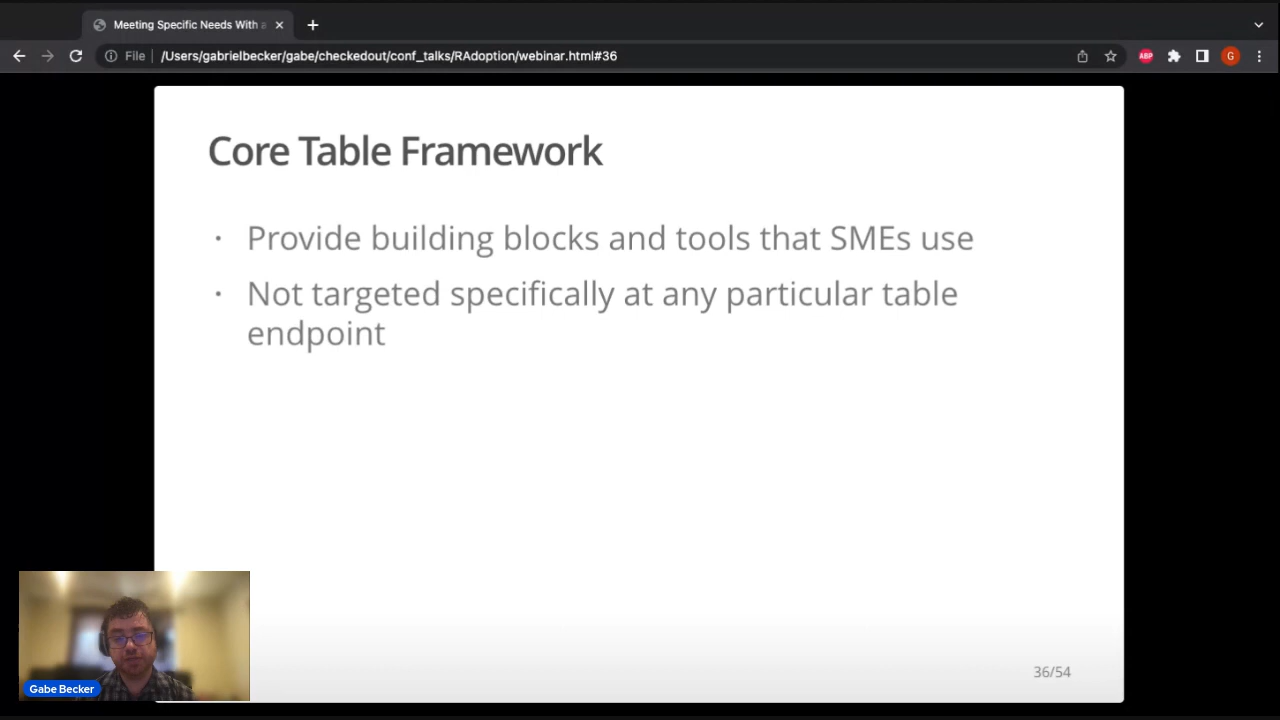 Meeting Specific Needs With a
File
/Users/gabrielbecker/gabe/checkedout/conf_talks/RAdoption/webinar.html#36
ABP
G
Core Table Framework
· Provide building blocks and tools that SMEs use
· Not targeted specifically at any particular table
endpoint
Gabe Becker
36/54